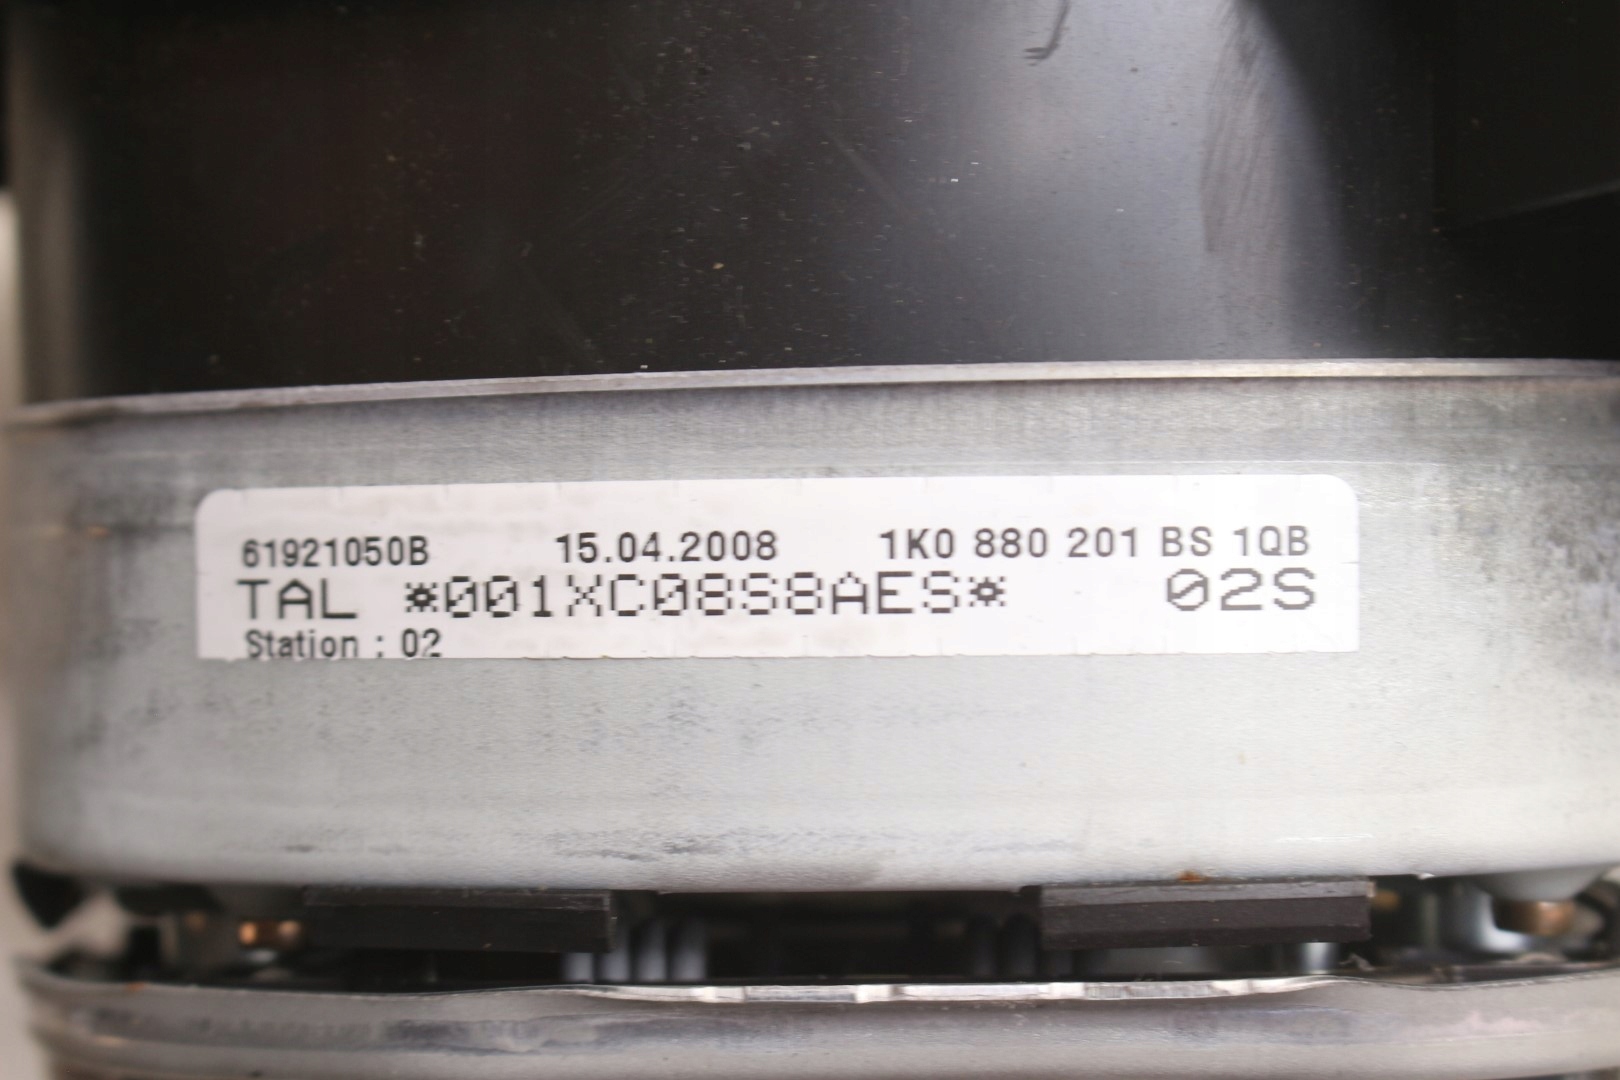 61921050B 15.04.2008 1K0 880 201 BS 1QB
TAL *001XC08S8AES* 02S
Station : 02